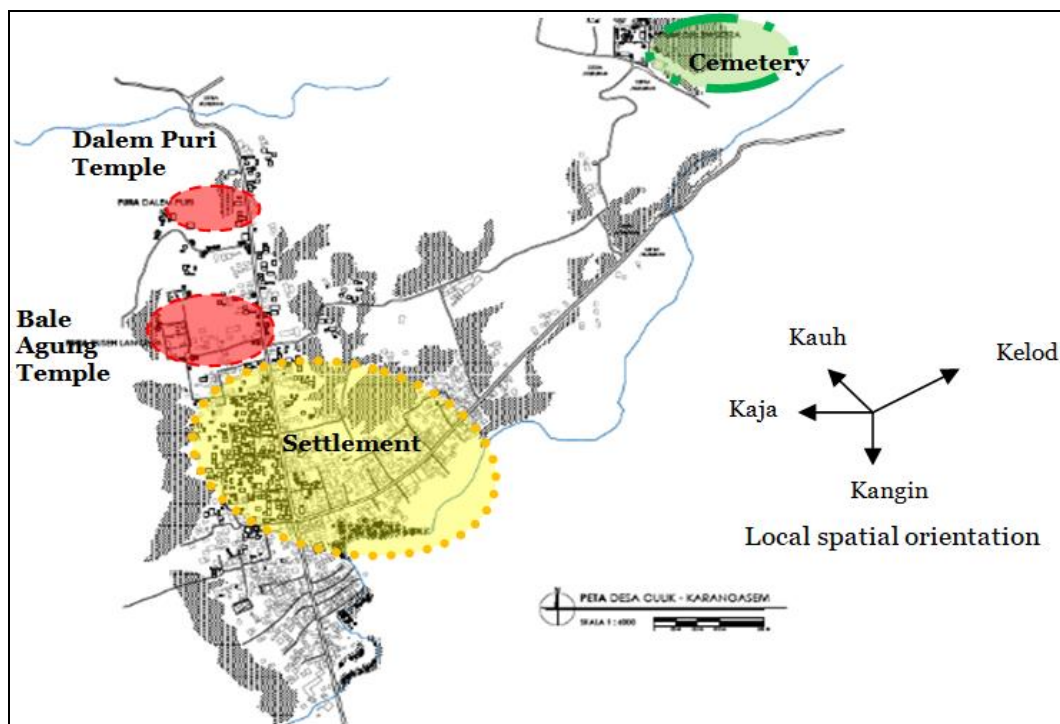 Cemetery
Dalem Puri
Temple
PURA DALEM PURI
Bale
Agung
Temple
Settlement
Kauh
Kelod
Kaja
Kangin
Local spatial orientation
PETA DESA CULIK - KARANGASEM
SKALA 1 : 6000